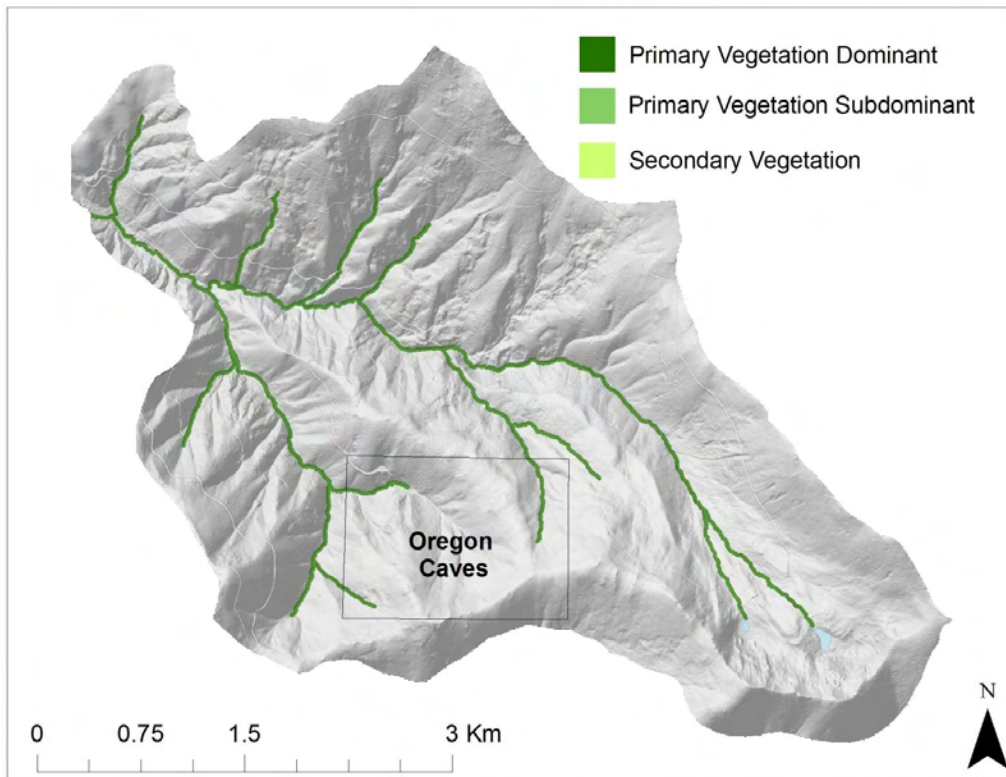 Primary Vegetation Dominant
Primary Vegetation Subdominant
Secondary Vegetation
Oregon
Caves
N
0 0.75 1.5 3 Km